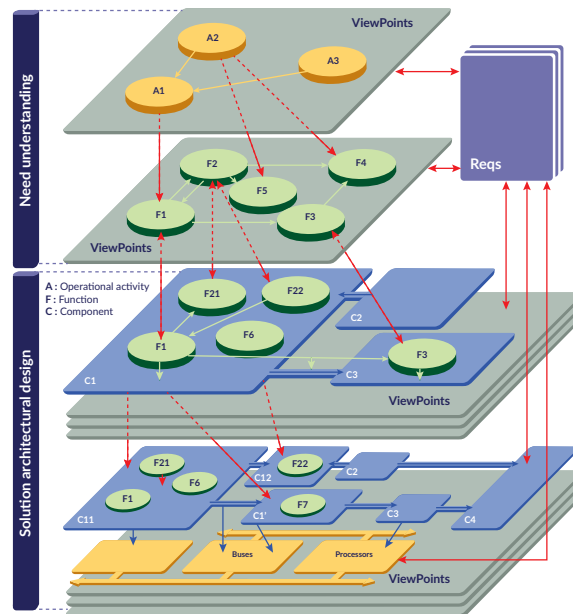 Need understanding
ViewPoints
A2
A3
A1
Reqs
F2
F4
F5
F1
F3
ViewPoints
Solution architectural design
A : Operational activity
F : Function
C : Component
F21
F22
C2
F6
F1
F3
C1
C3
ViewPoints
F21
F22
C12
C2
F6
F1
F7
C11
C1'
C3
C4
Buses
Processors
ViewPoints